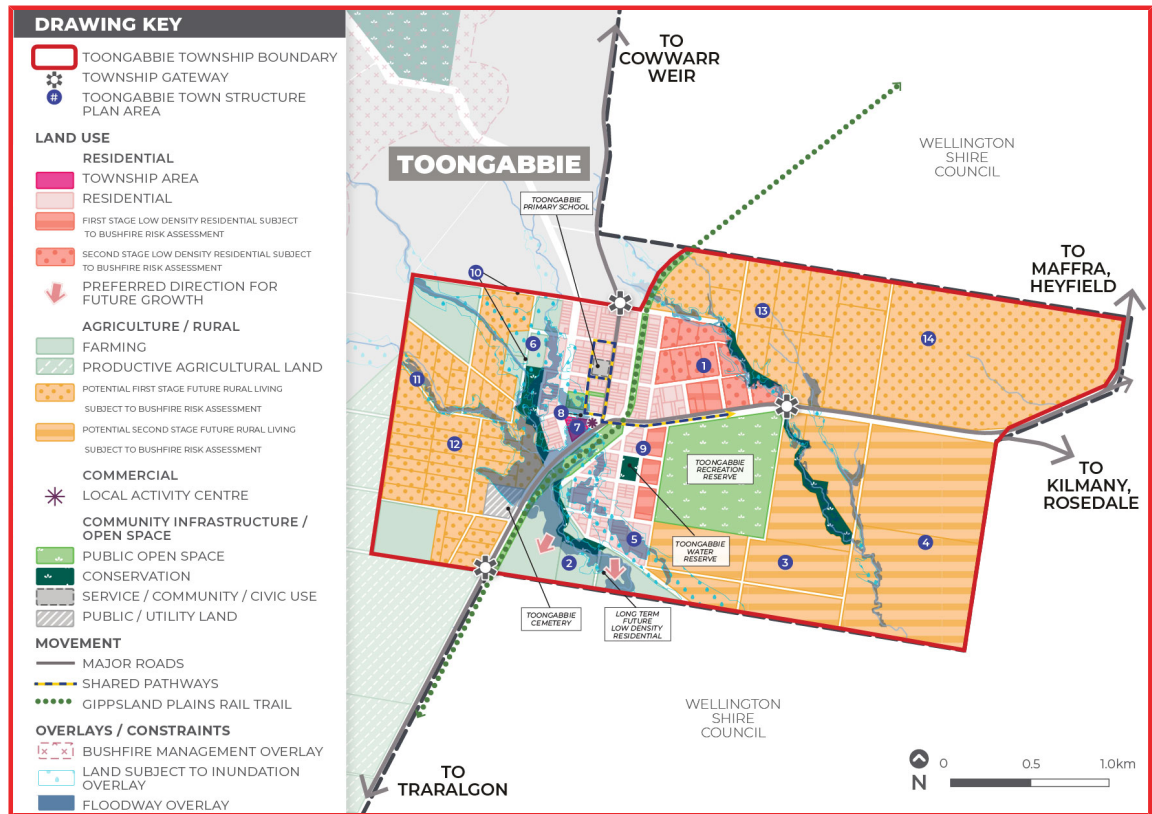 DRAWING KEY
TOONGABBIE TOWNSHIP BOUNDARY
TOWNSHIP GATEWAY
#
TOONGABBIE TOWN STRUCTURE
PLAN AREA
LAND USE
RESIDENTIAL
TOWNSHIP AREA
RESIDENTIAL
FIRST STAGE LOW DENSITY RESIDENTIAL SUBJECT
TO BUSHFIRE RISK ASSESSMENT
SECOND STAGE LOW DENSITY RESIDENTIAL SUBJECT
TO BUSHFIRE RISK ASSESSMENT
PREFERRED DIRECTION FOR
FUTURE GROWTH
AGRICULTURE / RURAL
FARMING
PRODUCTIVE AGRICULTURAL LAND
POTENTIAL FIRST STAGE FUTURE RURAL LIVING
SUBJECT TO BUSHFIRE RISK ASSESSMENT
POTENTIAL SECOND STAGE FUTURE RURAL LIVING
SUBJECT TO BUSHFIRE RISK ASSESSMENT
COMMERCIAL
LOCAL ACTIVITY CENTRE
COMMUNITY INFRASTRUCTURE /
OPEN SPACE
PUBLIC OPEN SPACE
CONSERVATION
SERVICE / COMMUNITY / CIVIC USE
PUBLIC / UTILITY LAND
MOVEMENT
MAJOR ROADS
SHARED PATHWAYS
GIPPSLAND PLAINS RAIL TRAIL
OVERLAYS / CONSTRAINTS
BUSHFIRE MANAGEMENT OVERLAY
LAND SUBJECT TO INUNDATION
OVERLAY
FLOODWAY OVERLAY
TO
COWWARR
WEIR
WELLINGTON
SHIRE
COUNCIL
TOONGABBIE
TOONGABBIE
PRIMARY SCHOOL
TO
MAFFRA,
HEYFIELD
10
13
14
6
1
11
8
7
12
9
TOONGABBIE
RECREATION
RESERVE
TO
KILMANY,
ROSEDALE
TOONGABBIE
WATER
RESERVE
5
4
2
3
TOONGABBIE
CEMETERY
LONG TERM
FUTURE
LOW DENSITY
RESIDENTIAL
WELLINGTON
SHIRE
COUNCIL
TO
TRARALGON
N
0 0.5 1.0km